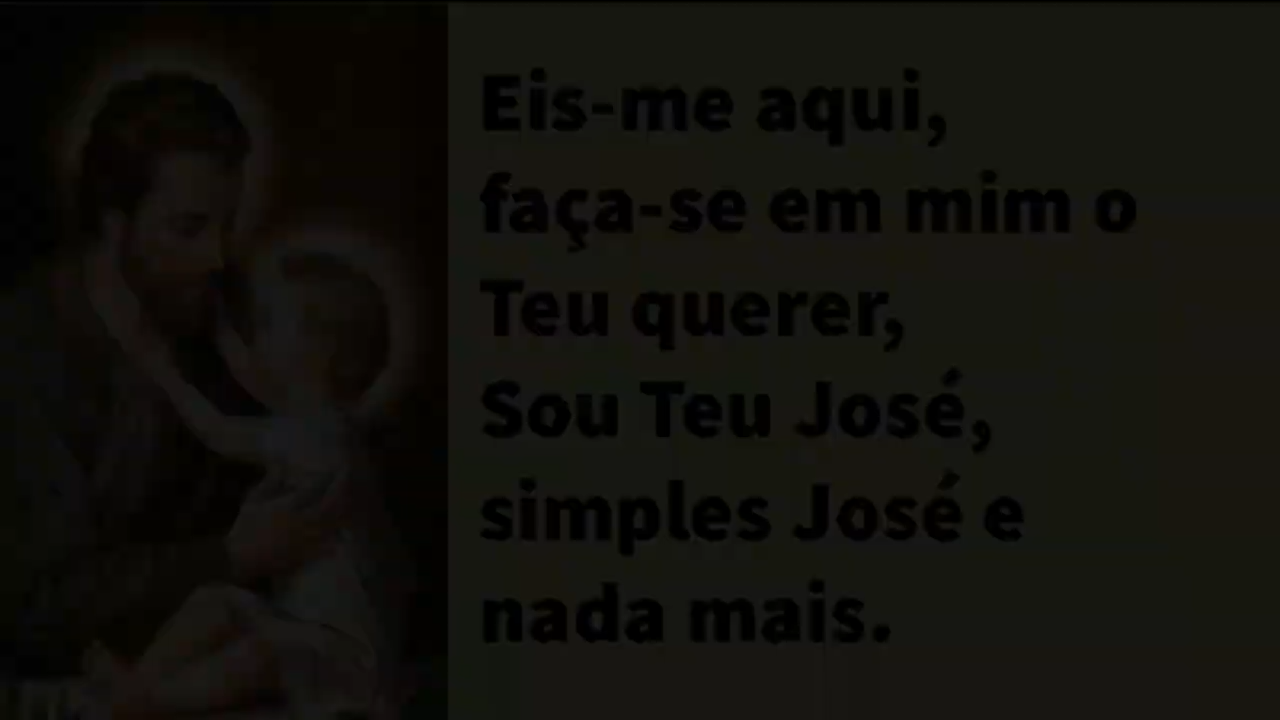 Eis-me aqui,
faça-se em mim o
Teu querer,
Sou Teu José,
simples José e
nada mais.